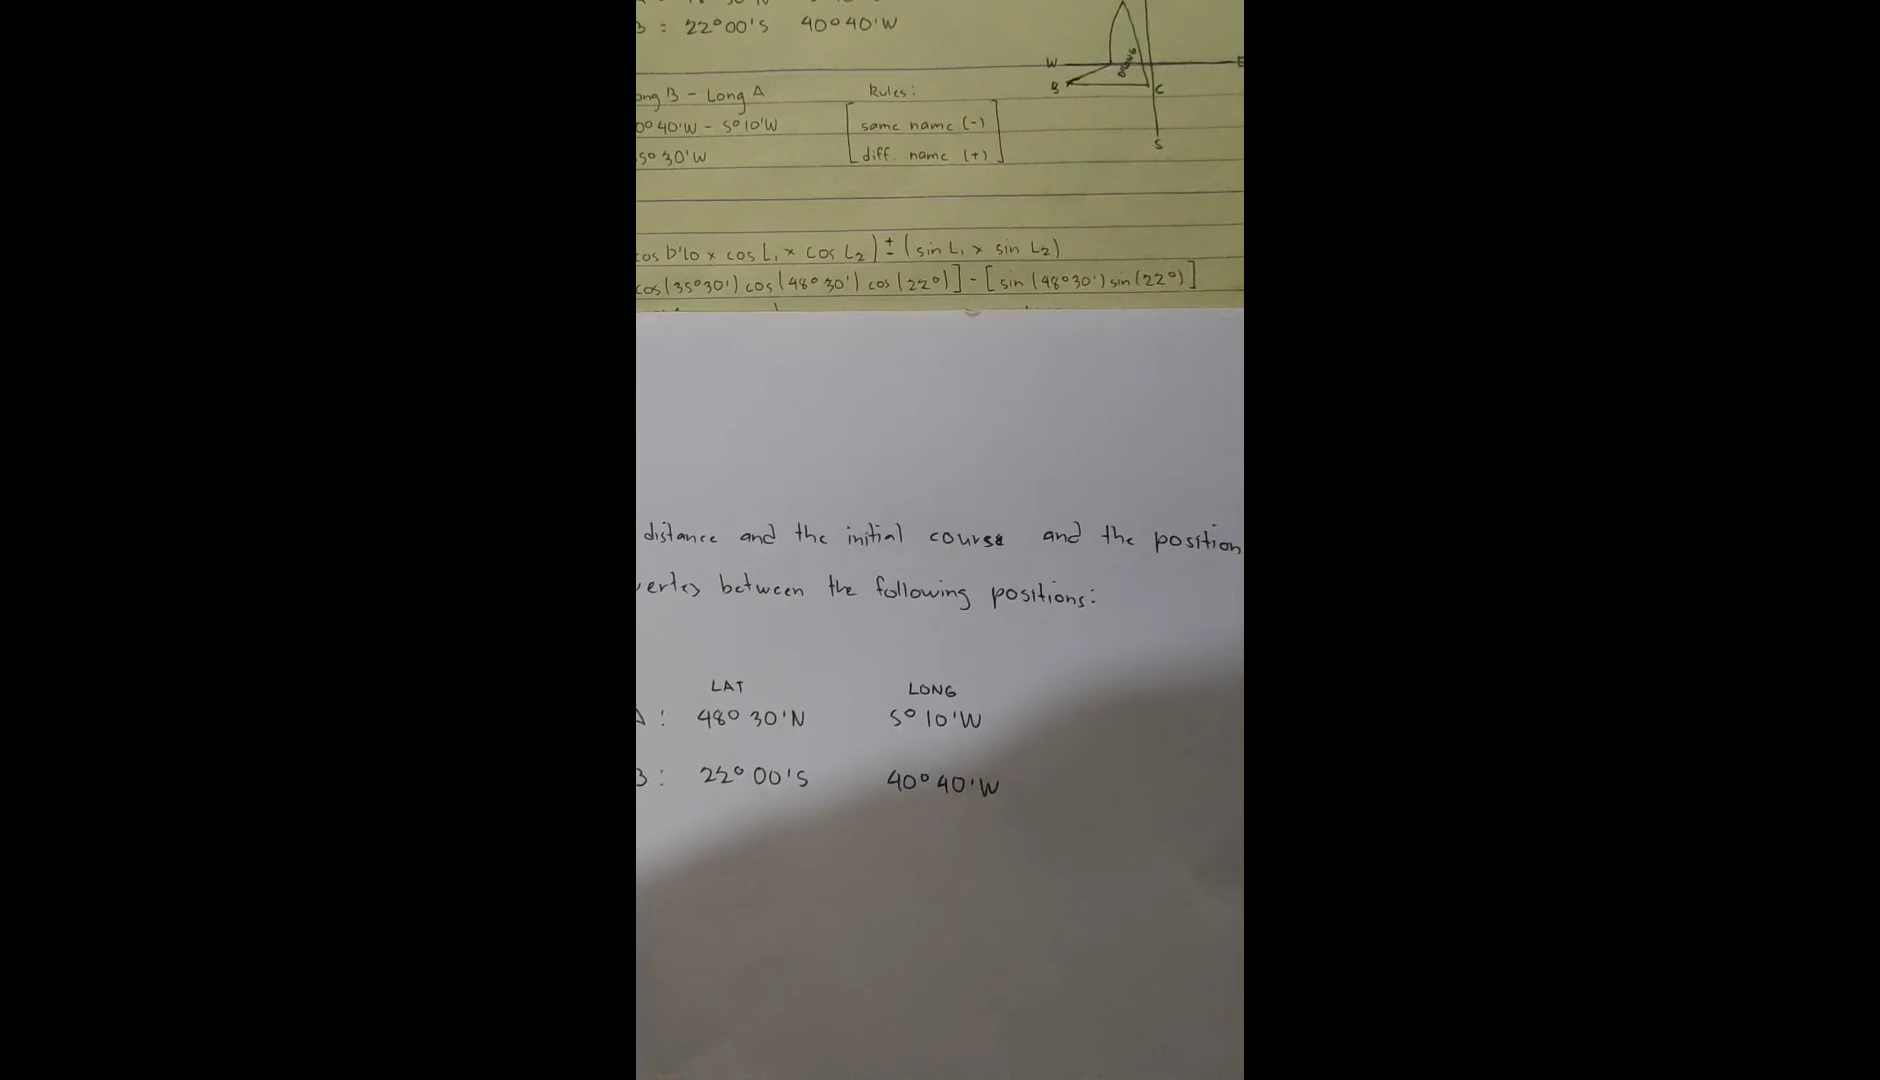 : 22°00'S 40°40'W
W
DLONG
B
C
S
Long B - Long A
40'W - 5°10'W
30'W
Rules:
same name (-)
diff. name (+)
cos D'Lo x cos L1 x cos L2) ± (sin L1 x sin L2)
cos(35°30') cos(48°30') cos(22°)] - [sin(48°30') sin(22°)]
distance and the initial course and the position
vertex between the following positions:
LAT LONG
A : 48° 30'N 5° 10'W
B : 22° 00'S 40° 40'W